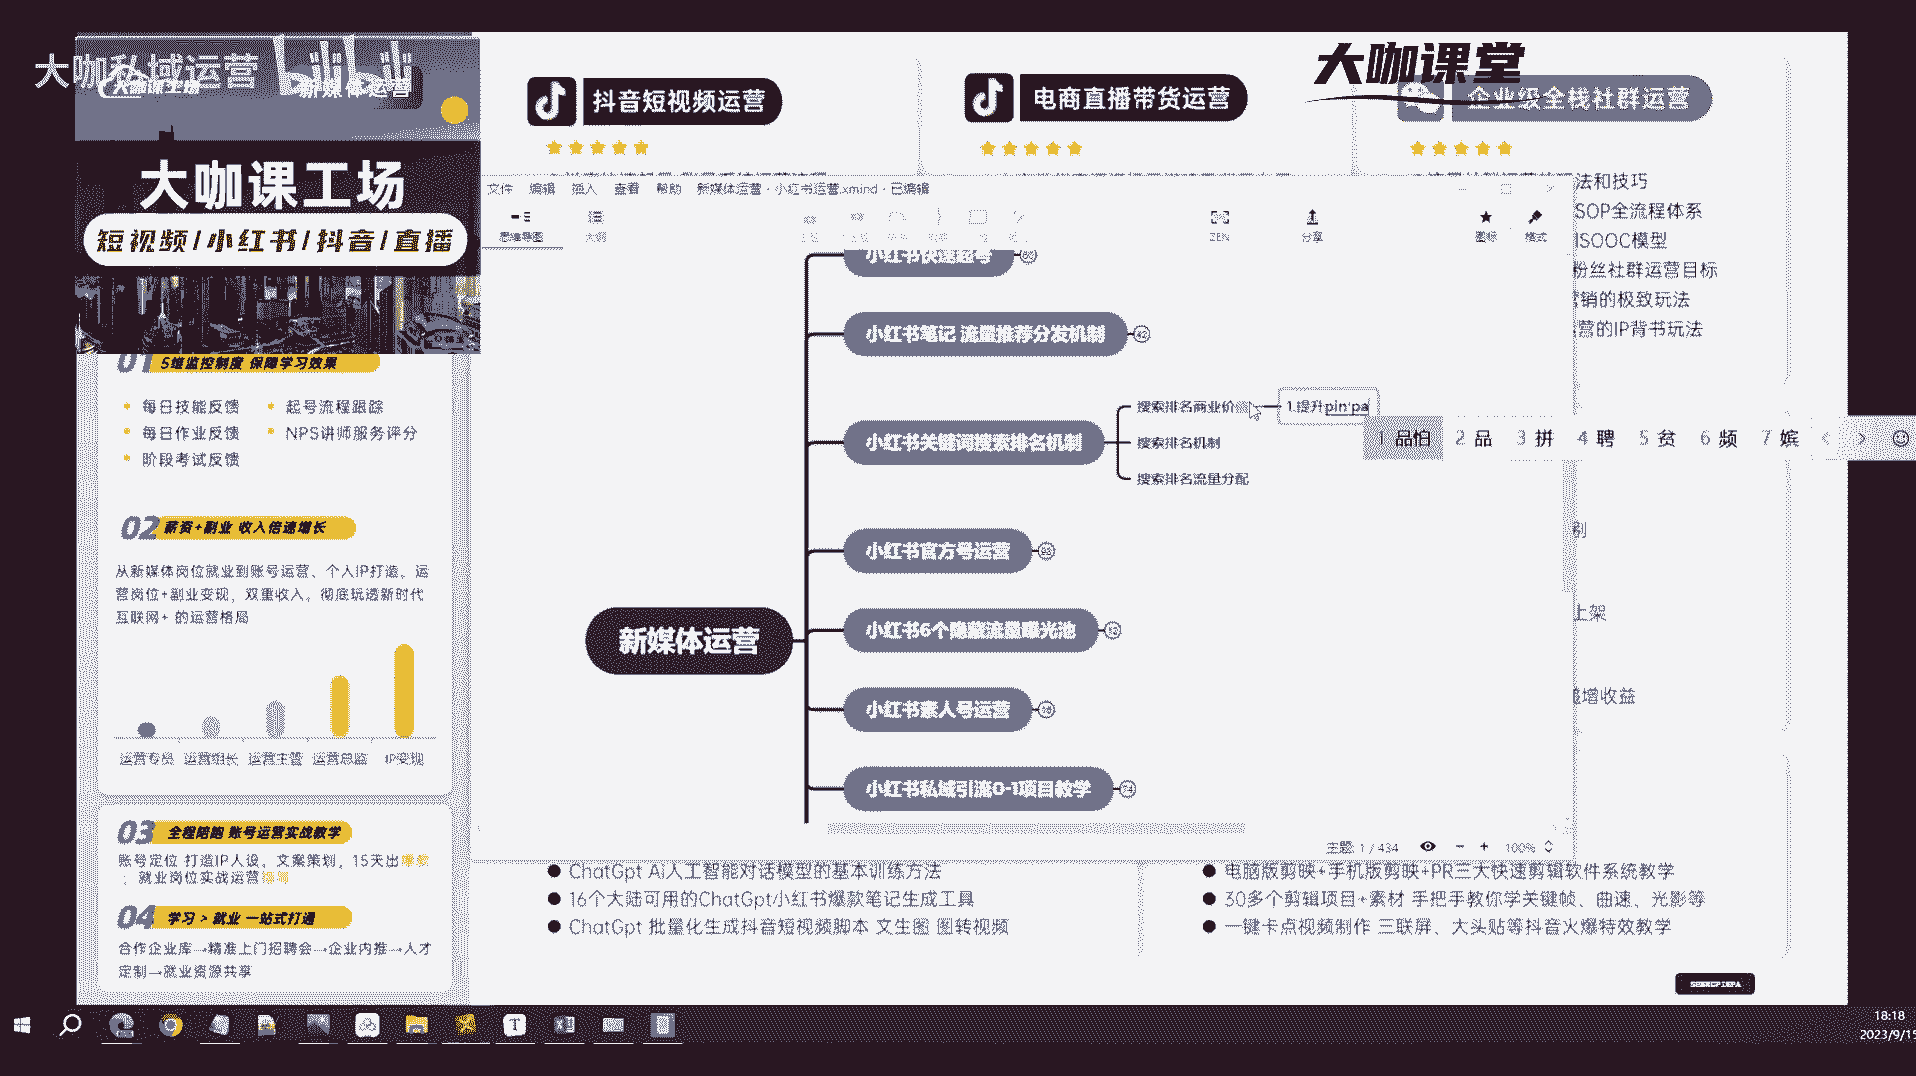 大咖私域运营
bilibili
大咖课堂
新媒体运营
大咖课工场
短视频/小红书/抖音/直播
01 5维监控制度 保障学习效果
每日技能反馈 起号流程跟踪
每日作业反馈 NPS讲师服务评分
阶段考试反馈
02 薪资+副业 收入倍速增长
从新媒体岗位就业到账号运营、个人IP打造，运
营岗位+副业变现，双重收入，彻底玩透新时代
互联网+ 的运营格局
运营专员 运营组长 运营主管 运营总监 IP变现
03 全程陪跑 账号运营实战教学
账号定位 打造IP人设，文案策划，15天出爆款
，就业岗位实战运营
04 学习 > 就业 一站式打通
合作企业库→精准上门招聘会→企业内推→人才
定制→就业资源共享
抖音短视频运营
电商直播带货运营
企业级全栈社群运营
法和技巧
SOP全流程体系
ISOOC模型
粉丝社群运营目标
营销的极致玩法
运营的IP背书玩法
上架
增收益
文件 编辑 插入 查看 帮助 新媒体运营 · 小红书运营.xmind · 已编辑
思维导图 大纲
ZEN 分享 图标 格式
小红书快速起号
小红书笔记 流量推荐分发机制 42
小红书关键词搜索排名机制
搜索排名商业价值
1.提升pin'pa
搜索排名机制
搜索排名流量分配
1 品怕 2 品 3 拼 4 聘 5 贫 6 频 7 嫔
小红书官方号运营
小红书6个隐藏流量曝光池
新媒体运营
小红书素人号运营
小红书私域引流0-1项目教学 74
主题: 1 / 434 100%
ChatGpt Ai人工智能对话模型的基本训练方法
16个大陆可用的ChatGpt小红书爆款笔记生成工具
ChatGpt 批量化生成抖音短视频脚本 文生图 图转视频
电脑版剪映+手机版剪映+PR三大快速剪辑软件系统教学
30多个剪辑项目+素材 手把手教你学关键帧、曲速、光影等
一键卡点视频制作 三联屏、大头贴等抖音火爆特效教学
18:18
2023/9/15